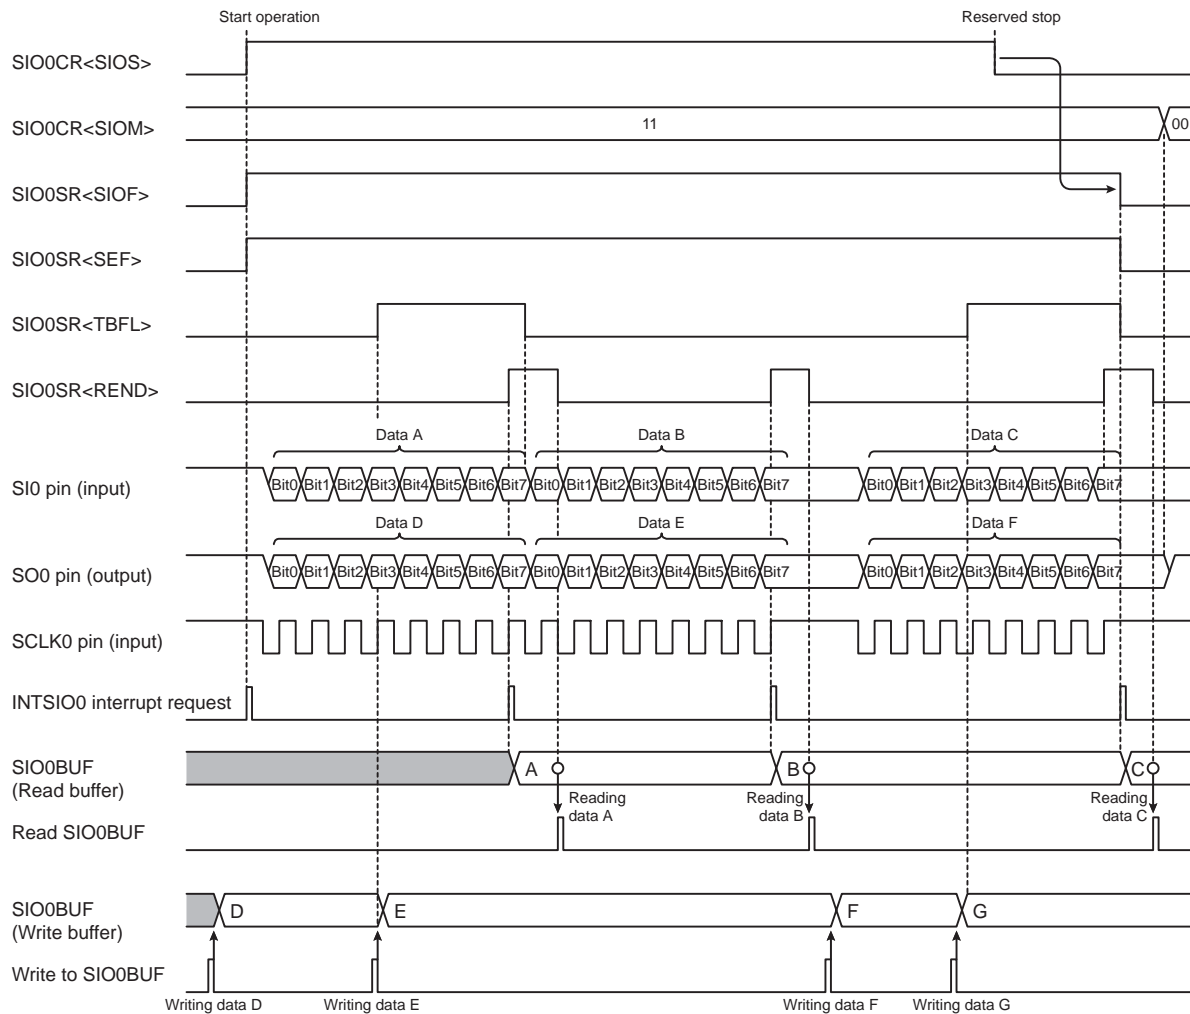 Start operation
Reserved stop
SIO0CR<SIOS>
SIO0CR<SIOM>
11
00
SIO0SR<SIOF>
SIO0SR<SEF>
SIO0SR<TBFL>
SIO0SR<REND>
Data A
Data B
Data C
SI0 pin (input)
Bit0 Bit1 Bit2 Bit3 Bit4 Bit5 Bit6 Bit7 Bit0 Bit1 Bit2 Bit3 Bit4 Bit5 Bit6 Bit7 Bit0 Bit1 Bit2 Bit3 Bit4 Bit5 Bit6 Bit7
Data D
Data E
Data F
SO0 pin (output)
Bit0 Bit1 Bit2 Bit3 Bit4 Bit5 Bit6 Bit7 Bit0 Bit1 Bit2 Bit3 Bit4 Bit5 Bit6 Bit7 Bit0 Bit1 Bit2 Bit3 Bit4 Bit5 Bit6 Bit7
SCLK0 pin (input)
INTSIO0 interrupt request
SIO0BUF
(Read buffer)
A
B
C
Reading
data A
Reading
data B
Reading
data C
Read SIO0BUF
SIO0BUF
(Write buffer)
D
E
F
G
Write to SIO0BUF
Writing data D
Writing data E
Writing data F
Writing data G